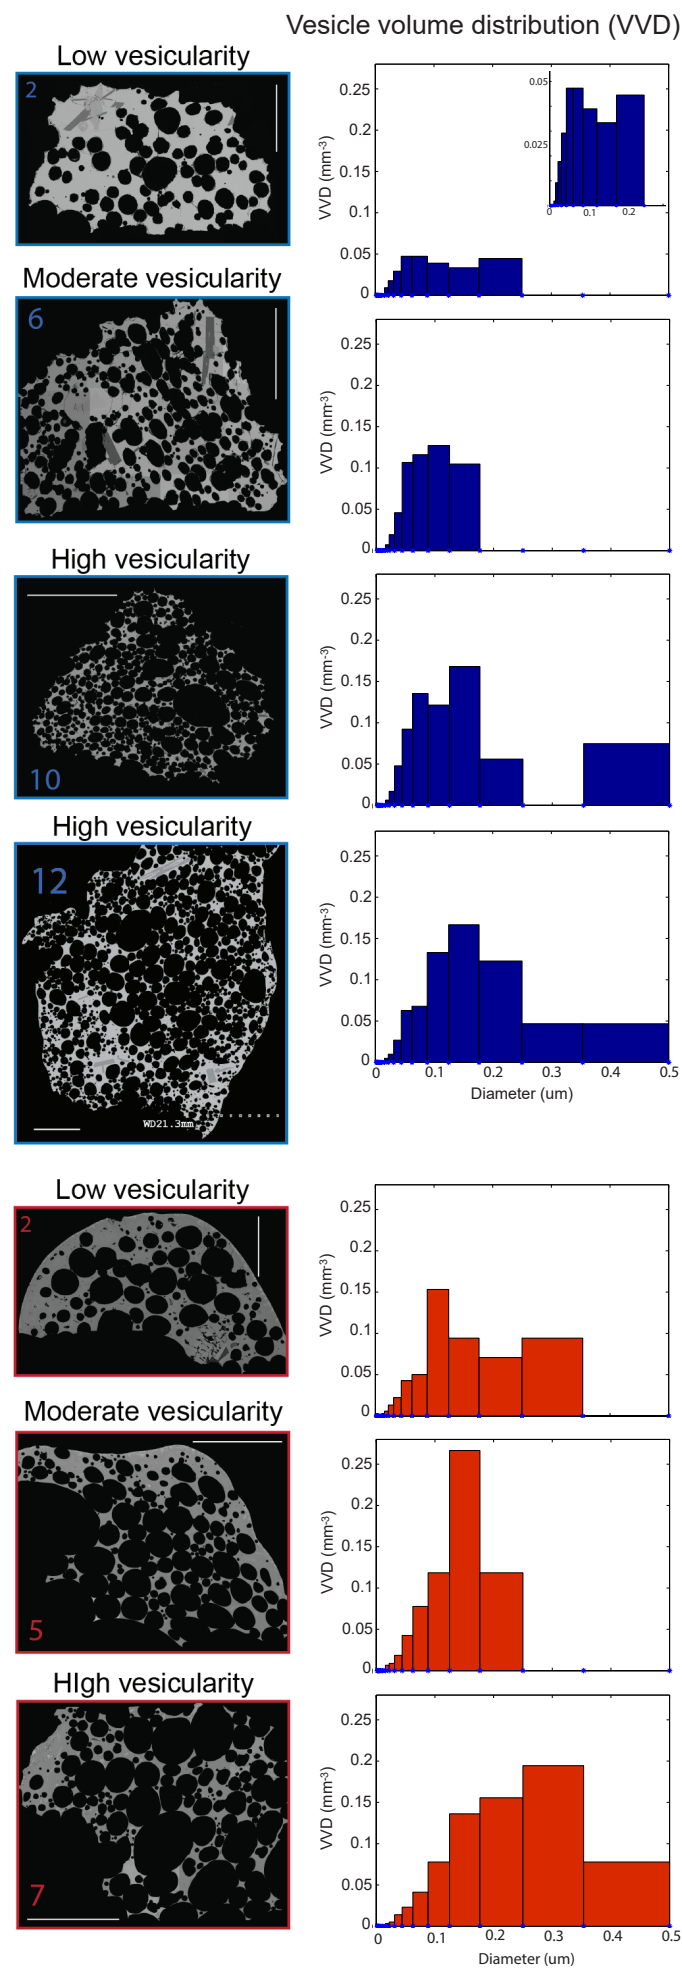 Vesicle volume distribution (VVD)
Low vesicularity
2
VVD (mm-3)
0.25
0.2
0.15
0.1
0.05
0
0.05
0.025
0
0.1
0.2
Moderate vesicularity
6
VVD (mm-3)
0.25
0.2
0.15
0.1
0.05
0
High vesicularity
10
VVD (mm-3)
0.25
0.2
0.15
0.1
0.05
0
High vesicularity
12
WD21.3mm
VVD (mm-3)
0.25
0.2
0.15
0.1
0.05
0
0 0.1 0.2 0.3 0.4 0.5
Diameter (um)
Low vesicularity
2
VVD (mm-3)
0.25
0.2
0.15
0.1
0.05
0
Moderate vesicularity
5
VVD (mm-3)
0.25
0.2
0.15
0.1
0.05
0
HIgh vesicularity
7
VVD (mm-3)
0.25
0.2
0.15
0.1
0.05
0
0 0.1 0.2 0.3 0.4 0.5
Diameter (um)